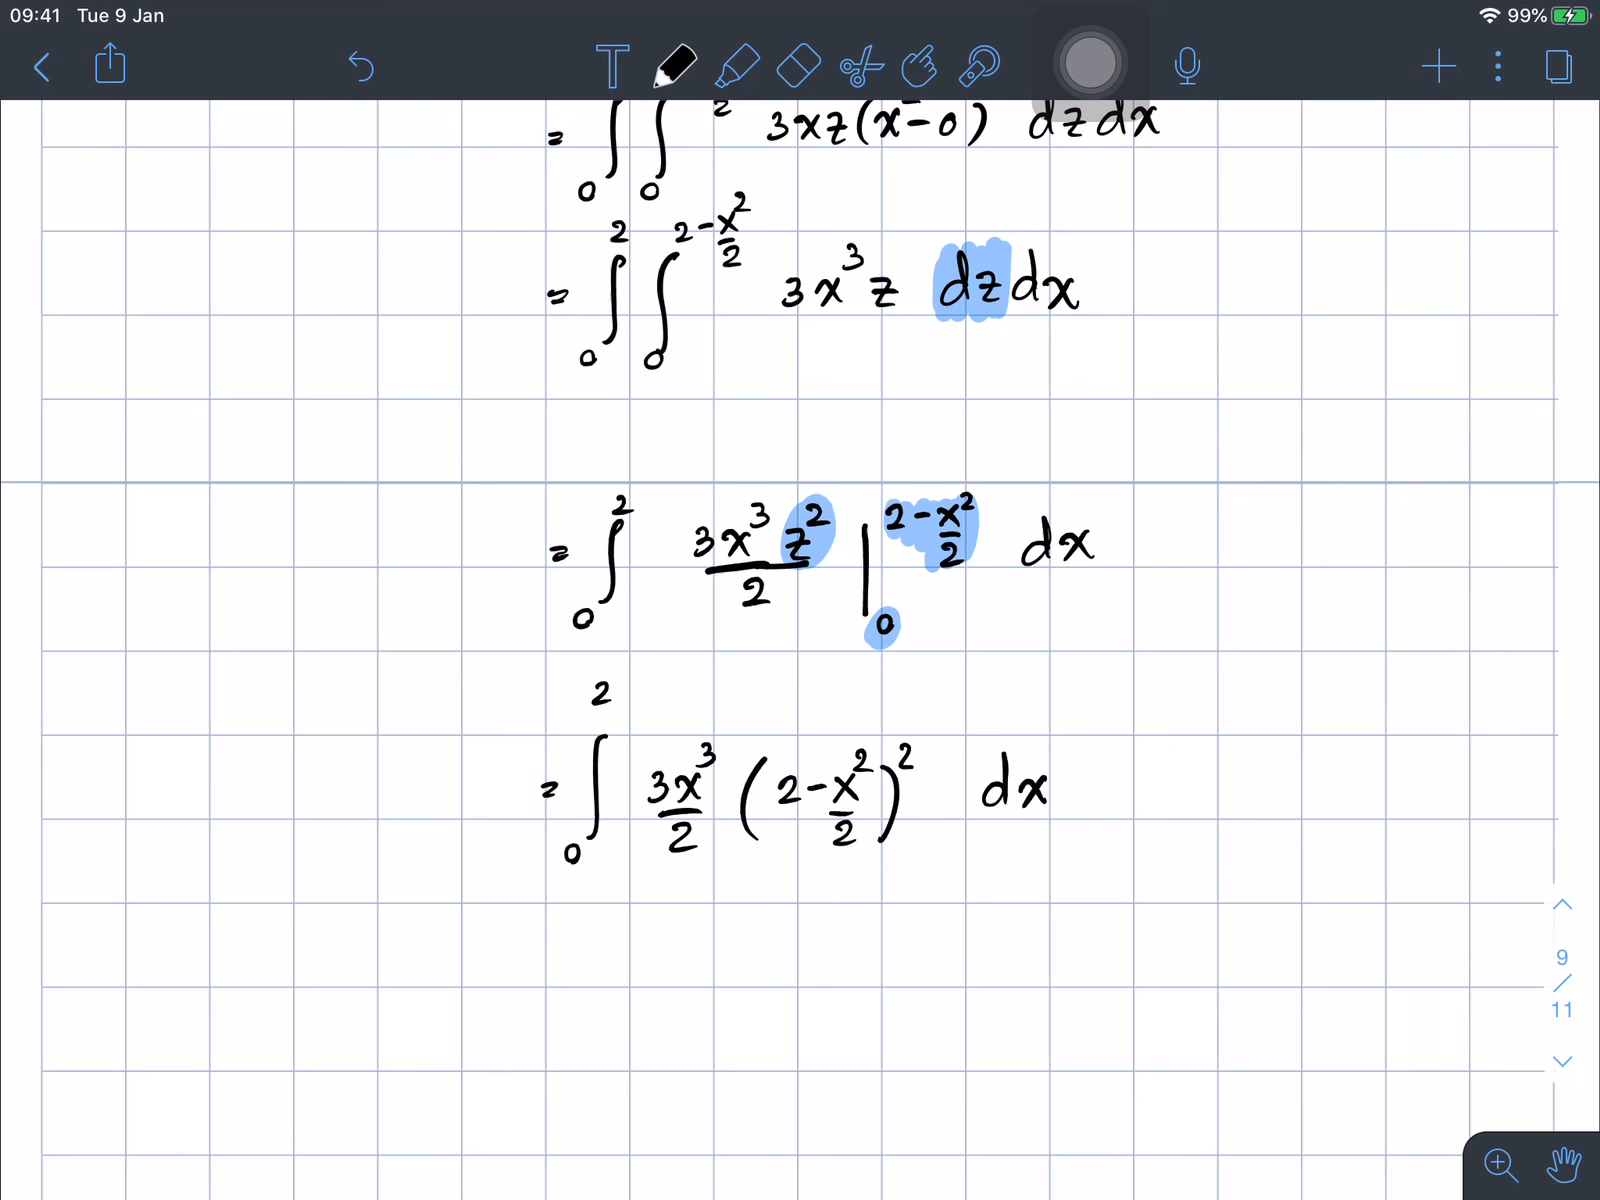 09:41 Tue 9 Jan 99%
T
= ∫₀ ∫₀ 2 3xz(x²-0) dz dx
= ∫₀² ∫₀^(2-x²/2) 3x³z dz dx
= ∫₀² 3x³z²/2 |₀^(2-x²/2) dx
= ∫₀² 3x³/2 (2-x²/2)² dx
9
/
11